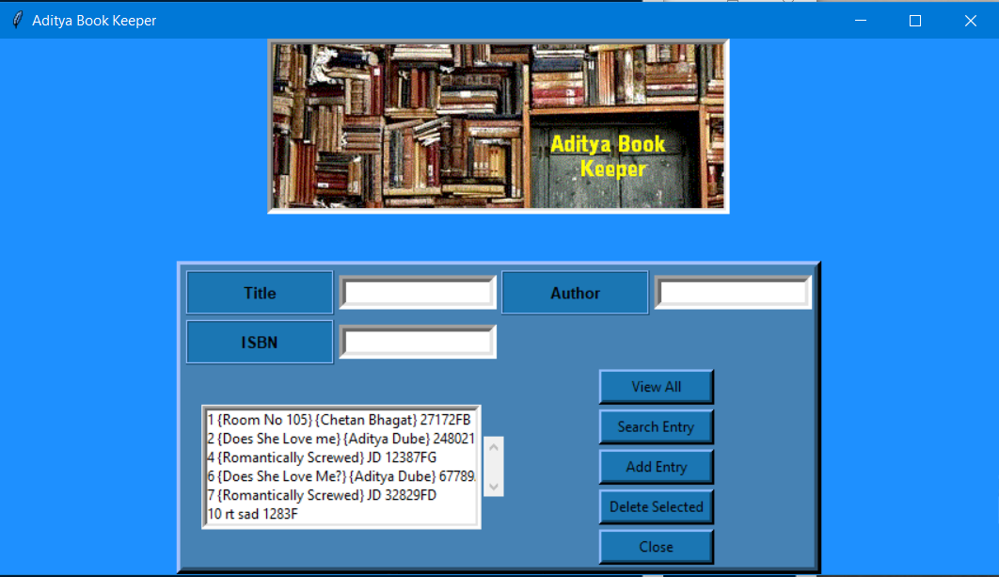 Aditya Book Keeper
Aditya Book
Keeper
Title
Author
ISBN
View All
Search Entry
Add Entry
Delete Selected
Close
1 {Room No 105} {Chetan Bhagat} 27172FB
2 {Does She Love me} {Aditya Dube} 248021
4 {Romantically Screwed} JD 12387FG
6 {Does She Love Me?} {Aditya Dube} 67789
7 {Romantically Screwed} JD 32829FD
10 rt sad 1283F